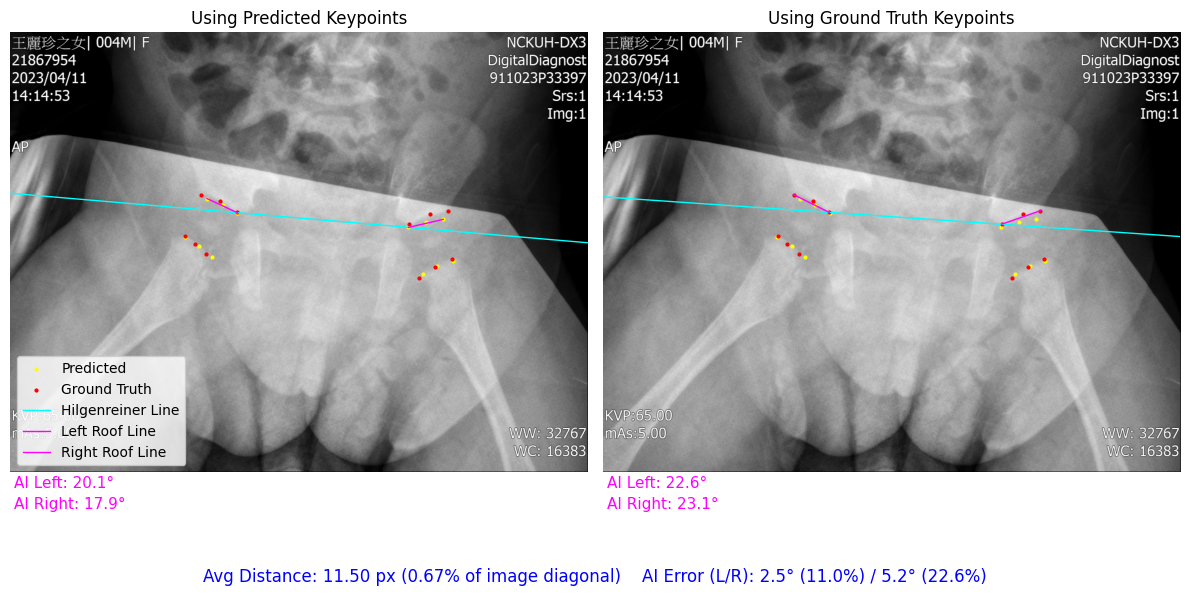 Using Predicted Keypoints
王麗珍之女| 004M| F
21867954
2023/04/11
14:14:53
NCKUH-DX3
DigitalDiagnost
911023P33397
Srs:1
Img:1
AP
Predicted
Ground Truth
Hilgenreiner Line
Left Roof Line
Right Roof Line
WW: 32767
WC: 16383
AI Left: 20.1°
AI Right: 17.9°
Using Ground Truth Keypoints
王麗珍之女| 004M| F
21867954
2023/04/11
14:14:53
NCKUH-DX3
DigitalDiagnost
911023P33397
Srs:1
Img:1
AP
KVP:65.00
mAs:5.00
WW: 32767
WC: 16383
AI Left: 22.6°
AI Right: 23.1°
Avg Distance: 11.50 px (0.67% of image diagonal)    AI Error (L/R): 2.5° (11.0%) / 5.2° (22.6%)